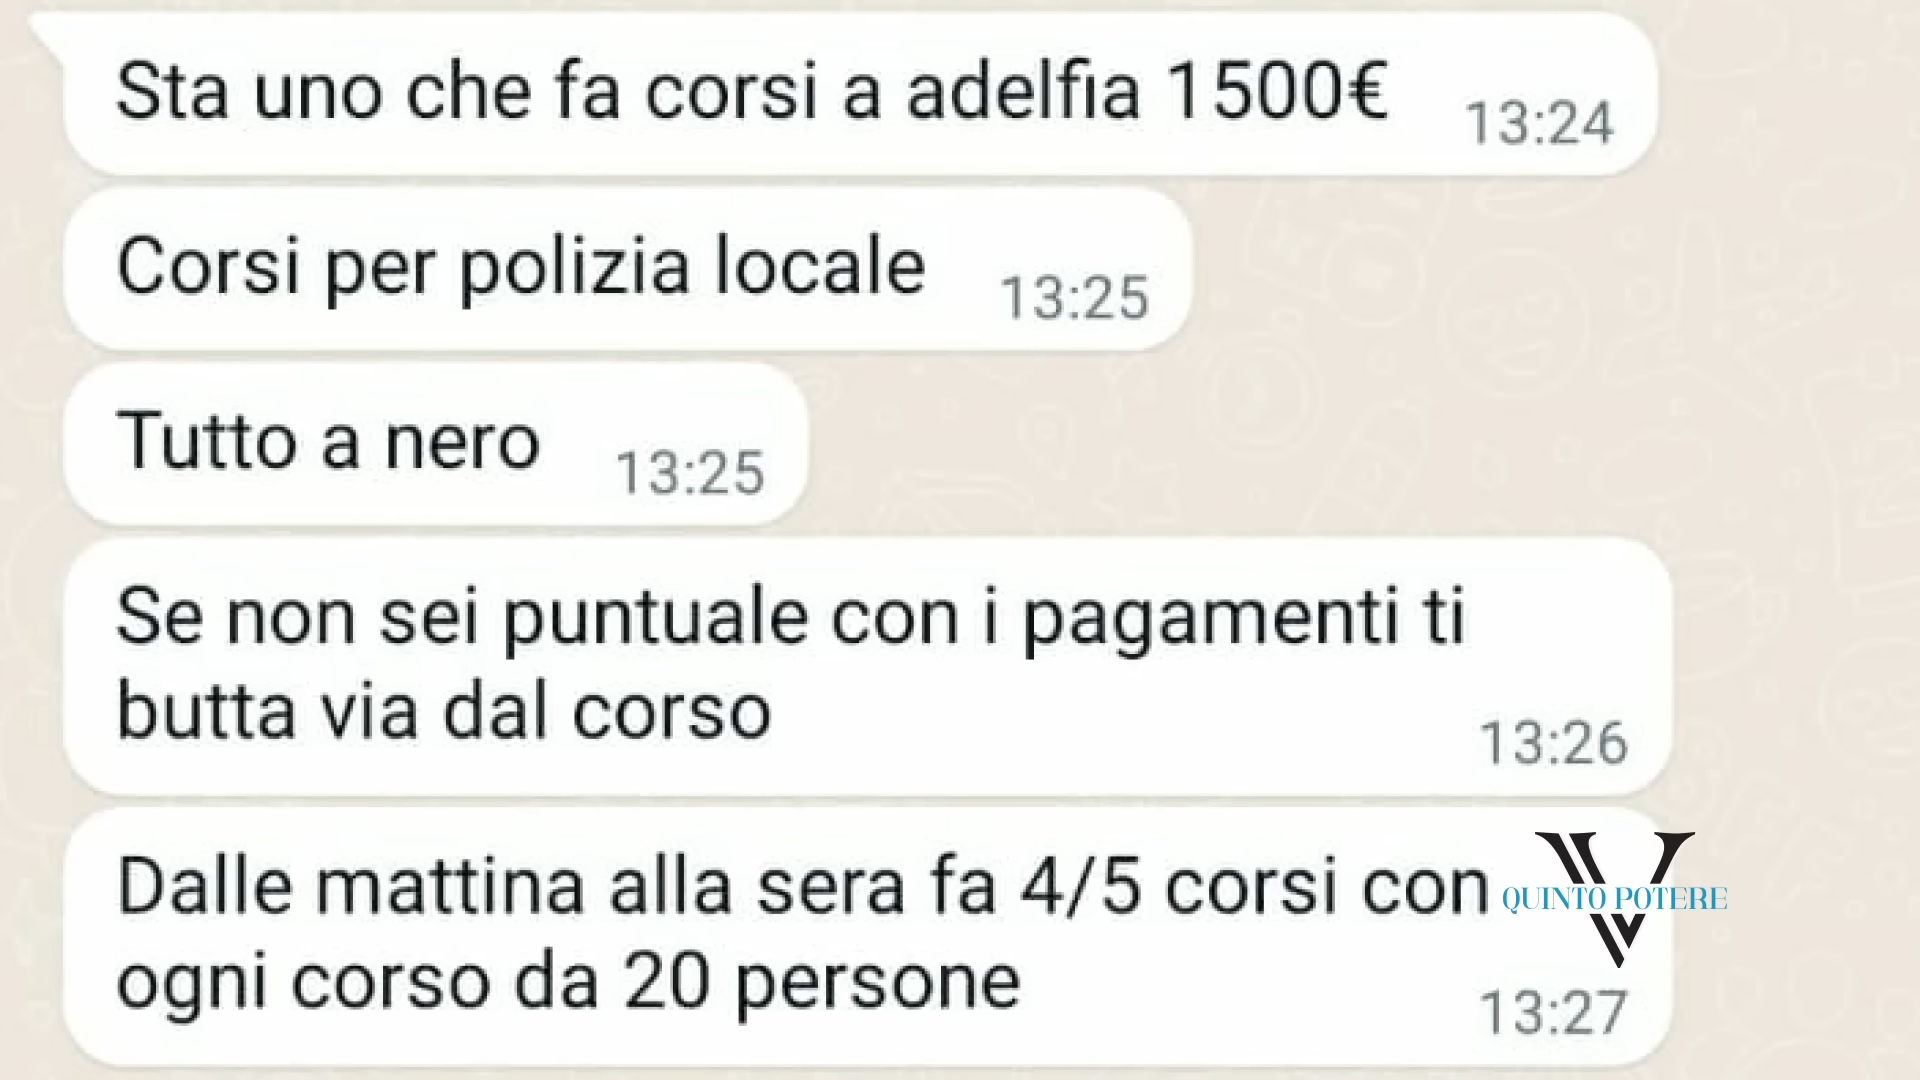 Sta uno che fa corsi a adelfia 1500€ 13:24
Corsi per polizia locale 13:25
Tutto a nero 13:25
Se non sei puntuale con i pagamenti ti
butta via dal corso 13:26
Dalle mattina alla sera fa 4/5 corsi con
QUINTO POTERE
ogni corso da 20 persone 13:27